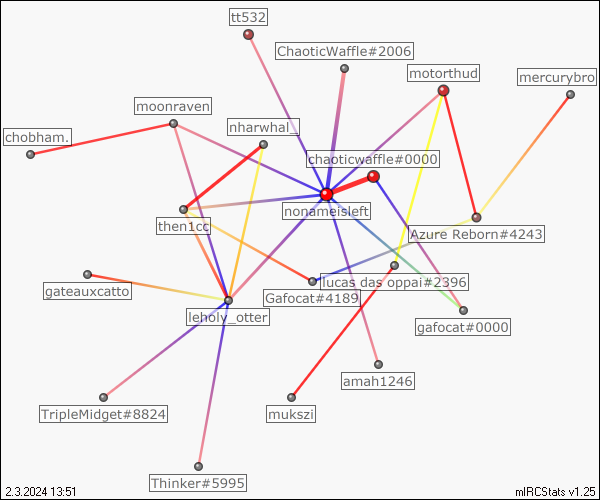 tt532
ChaoticWaffle#2006
motorthud
mercurybro
moonraven
nharwhal_
chobham.
chaoticwaffle#0000
nonameisleft
then1cc
Azure Reborn#4243
lucas das oppai#2396
gateauxcatto
Gafocat#4189
leholy_otter
gafocat#0000
amah1246
TripleMidget#8824
mukszi
Thinker#5995
2.3.2024 13:51
mIRCStats v1.25